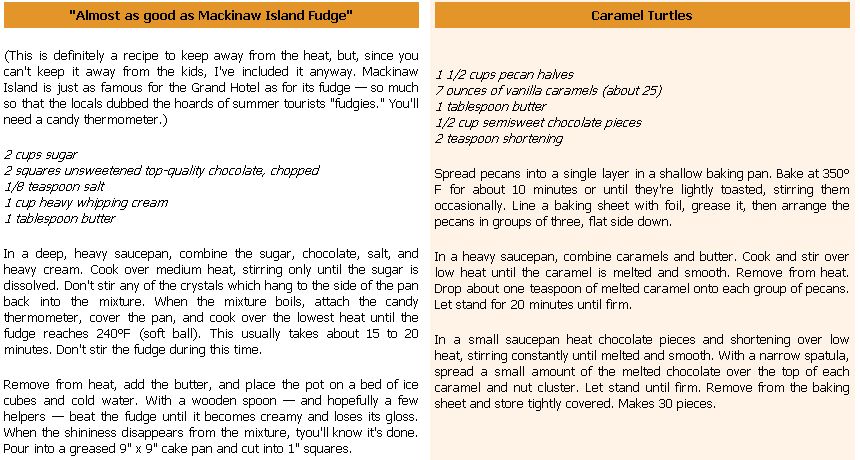 "Almost as good as Mackinaw Island Fudge"
(This is definitely a recipe to keep away from the heat, but, since you
can't keep it away from the kids, I've included it anyway. Mackinaw
Island is just as famous for the Grand Hotel as for its fudge — so much
so that the locals dubbed the hoards of summer tourists "fudgies." You'll
need a candy thermometer.)
2 cups sugar
2 squares unsweetened top-quality chocolate, chopped
1/8 teaspoon salt
1 cup heavy whipping cream
1 tablespoon butter
In a deep, heavy saucepan, combine the sugar, chocolate, salt, and
heavy cream. Cook over medium heat, stirring only until the sugar is
dissolved. Don't stir any of the crystals which hang to the side of the pan
back into the mixture. When the mixture boils, attach the candy
thermometer, cover the pan, and cook over the lowest heat until the
fudge reaches 240ºF (soft ball). This usually takes about 15 to 20
minutes. Don't stir the fudge during this time.
Remove from heat, add the butter, and place the pot on a bed of ice
cubes and cold water. With a wooden spoon — and hopefully a few
helpers — beat the fudge until it becomes creamy and loses its gloss.
When the shininess disappears from the mixture, tyou'll know it's done.
Pour into a greased 9" x 9" cake pan and cut into 1" squares.
Caramel Turtles
1 1/2 cups pecan halves
7 ounces of vanilla caramels (about 25)
1 tablespoon butter
1/2 cup semisweet chocolate pieces
2 teaspoon shortening
Spread pecans into a single layer in a shallow baking pan. Bake at 350º
F for about 10 minutes or until they're lightly toasted, stirring them
occasionally. Line a baking sheet with foil, grease it, then arrange the
pecans in groups of three, flat side down.
In a heavy saucepan, combine caramels and butter. Cook and stir over
low heat until the caramel is melted and smooth. Remove from heat.
Drop about one teaspoon of melted caramel onto each group of pecans.
Let stand for 20 minutes until firm.
In a small saucepan heat chocolate pieces and shortening over low
heat, stirring constantly until melted and smooth. With a narrow spatula,
spread a small amount of the melted chocolate over the top of each
caramel and nut cluster. Let stand until firm. Remove from the baking
sheet and store tightly covered. Makes 30 pieces.